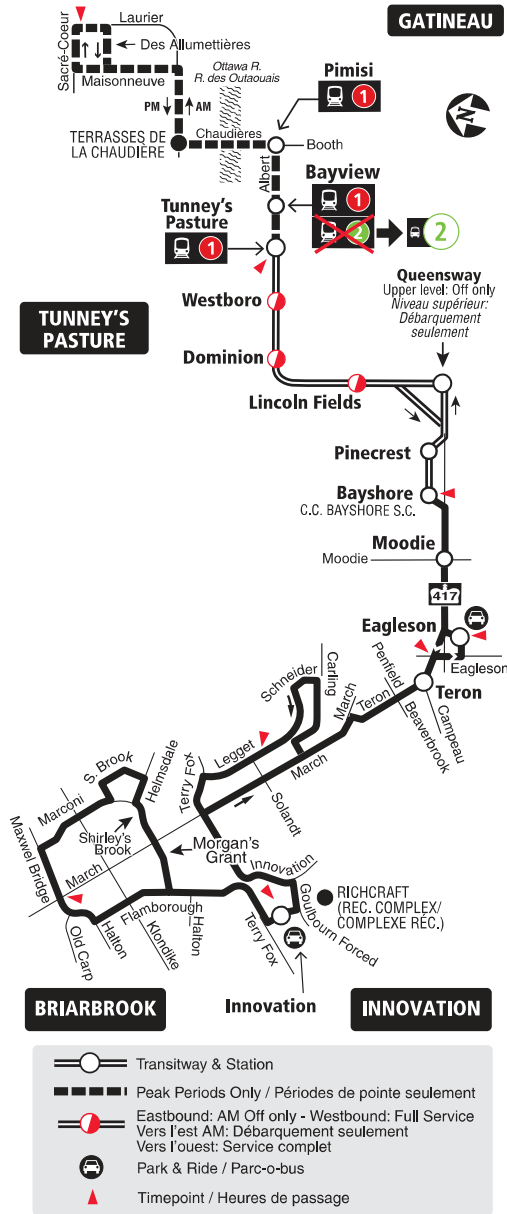 GATINEAU
Laurier
Sacré-Coeur
Des Allumettières
Maisonneuve
Ottawa R.
R. des Outaouais
Pimisi
1
PM
AM
N
TERRASSES DE
LA CHAUDIÈRE
Chaudières
Booth
Albert
Bayview
1
2
2
Tunney's
Pasture
1
Queensway
Upper level: Off only
Niveau supérieur:
Débarquement
seulement
Westboro
TUNNEY'S
PASTURE
Dominion
Lincoln Fields
Pinecrest
Bayshore
C.C. BAYSHORE S.C.
Moodie
Moodie
417
Eagleson
Eagleson
Teron
Schneider
Carling
March
Teron
Penfield
Beaverbrook
Campeau
Legget
March
Terry Fox
Solandt
S. Brook
Helmsdale
Marconi
Shirley's
Brook
Maxwel Bridge
March
Morgan's
Grant
Innovation
Goulbourn Forced
RICHCRAFT
(REC. COMPLEX/
COMPLEXE RÉC.)
Flamborough
Halton
Terry Fox
Old Carp
Halton
Klondike
BRIARBROOK
Innovation
INNOVATION
Transitway & Station
Peak Periods Only / Périodes de pointe seulement
Eastbound: AM Off only - Westbound: Full Service
Vers l'est AM: Débarquement seulement
Vers l'ouest: Service complet
Park & Ride / Parc-o-bus
Timepoint / Heures de passage